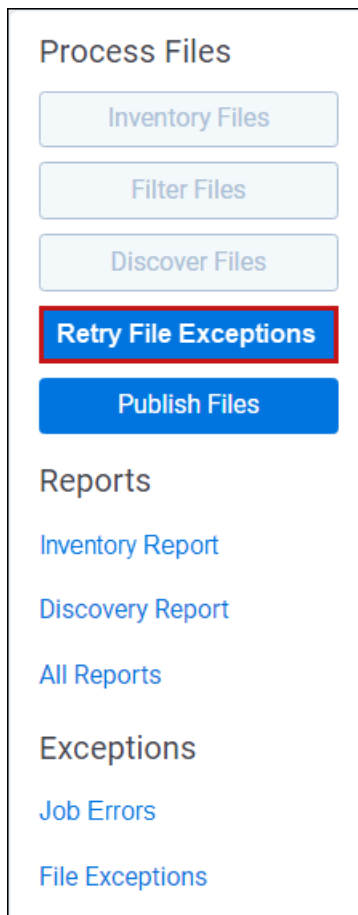 Process Files
Inventory Files
Filter Files
Discover Files
Retry File Exceptions
Publish Files
Reports
Inventory Report
Discovery Report
All Reports
Exceptions
Job Errors
File Exceptions